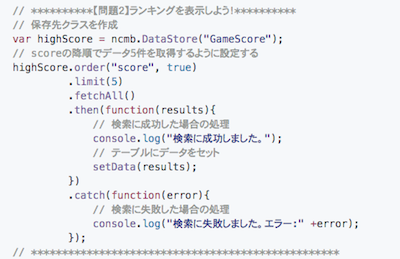 // **********【問題2】ランキングを表示しよう!**********
// 保存先クラスを作成
var highScore = ncmb.DataStore("GameScore");
// scoreの降順でデータ5件を取得するように設定する
highScore.order("score", true)
.limit(5)
.fetchAll()
.then(function(results){
// 検索に成功した場合の処理
console.log("検索に成功しました。");
// テーブルにデータをセット
setData(results);
})
.catch(function(error){
// 検索に失敗した場合の処理
console.log("検索に失敗しました。エラー:" +error);
});
// **************************************************